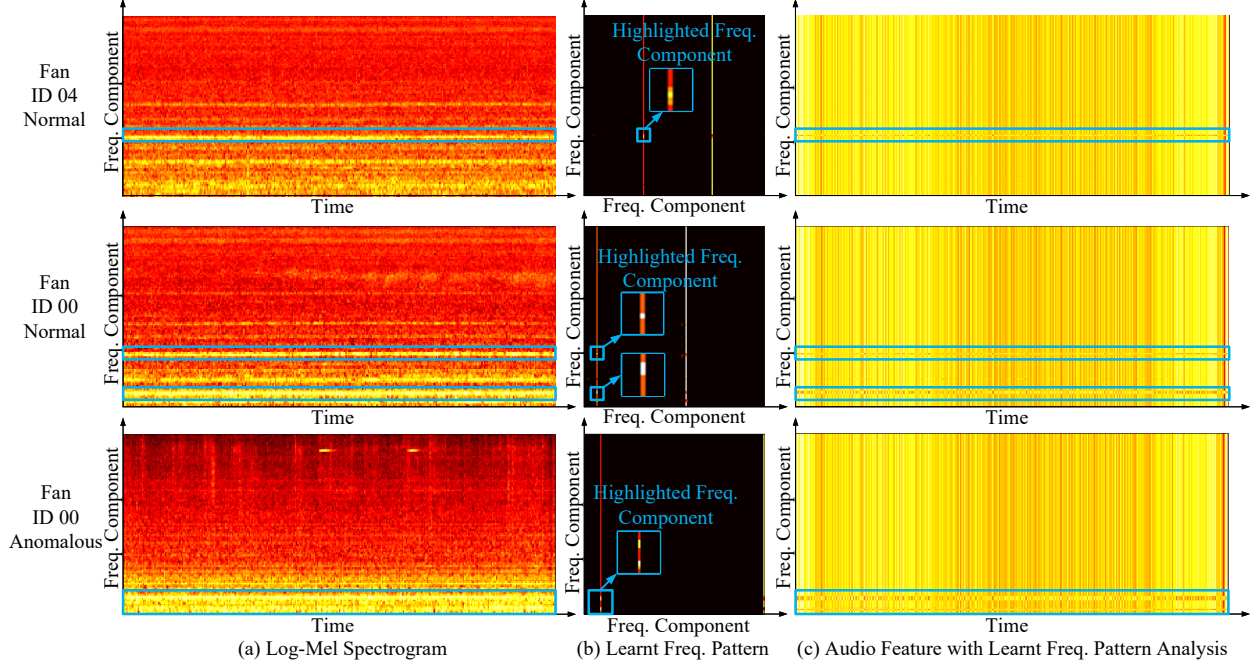 Fan
ID 04
Normal
Freq. Component
Time
Freq. Component
Highlighted Freq.
Component
Freq. Component
Freq. Component
Time
Fan
ID 00
Normal
Freq. Component
Time
Freq. Component
Highlighted Freq.
Component
Freq. Component
Freq. Component
Time
Fan
ID 00
Anomalous
Freq. Component
Time
Freq. Component
Highlighted Freq.
Component
Freq. Component
Freq. Component
Time
(a) Log-Mel Spectrogram
(b) Learnt Freq. Pattern
(c) Audio Feature with Learnt Freq. Pattern Analysis